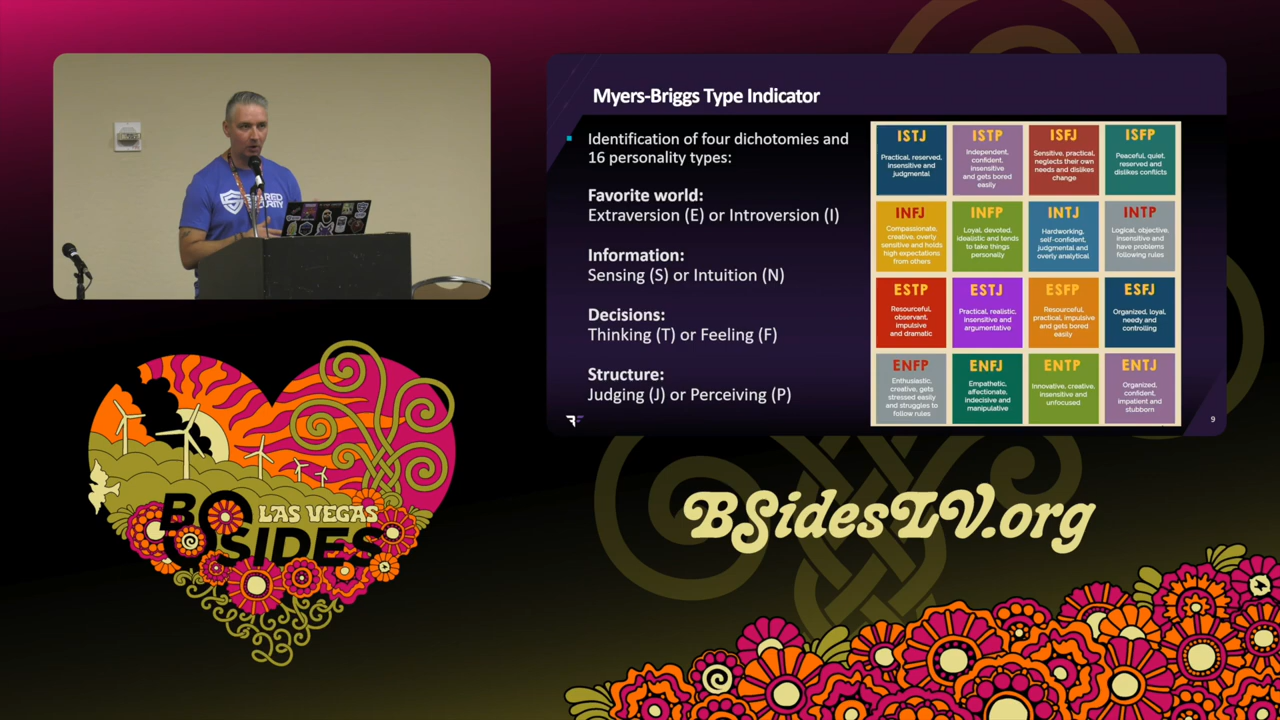 Myers-Briggs Type Indicator
Identification of four dichotomies and
16 personality types:
Favorite world:
Extraversion (E) or Introversion (I)
Information:
Sensing (S) or Intuition (N)
Decisions:
Thinking (T) or Feeling (F)
Structure:
Judging (J) or Perceiving (P)
ISTJ
Practical, reserved,
insensitive and
judgmental
ISTP
Independent,
confident,
insensitive
and gets bored
easily
ISFJ
Sensitive, practical,
neglects their own
needs and dislikes
change
ISFP
Peaceful, quiet,
reserved and
dislikes conflicts
INFJ
Compassionate,
creative, overly
sensitive and holds
high expectations
from others
INFP
Loyal, devoted,
idealistic and tends
to take things
personally
INTJ
Hardworking,
self-confident,
judgmental and
overly analytical
INTP
Logical, objective,
insensitive and
have problems
following rules
ESTP
Resourceful,
observant,
impulsive
and dramatic
ESTJ
Practical, realistic,
insensitive and
argumentative
ESFP
Resourceful,
practical, impulsive
and gets bored
easily
ESFJ
Organized, loyal,
needy and
controlling
ENFP
Enthusiastic,
creative, gets
stressed easily
and struggles to
follow rules
ENFJ
Empathetic,
affectionate,
indecisive and
manipulative
ENTP
Innovative, creative,
insensitive and
unfocused
ENTJ
Organized,
confident,
impatient and
stubborn
9
BSIDES
LAS VEGAS
23
BSidesLV.org